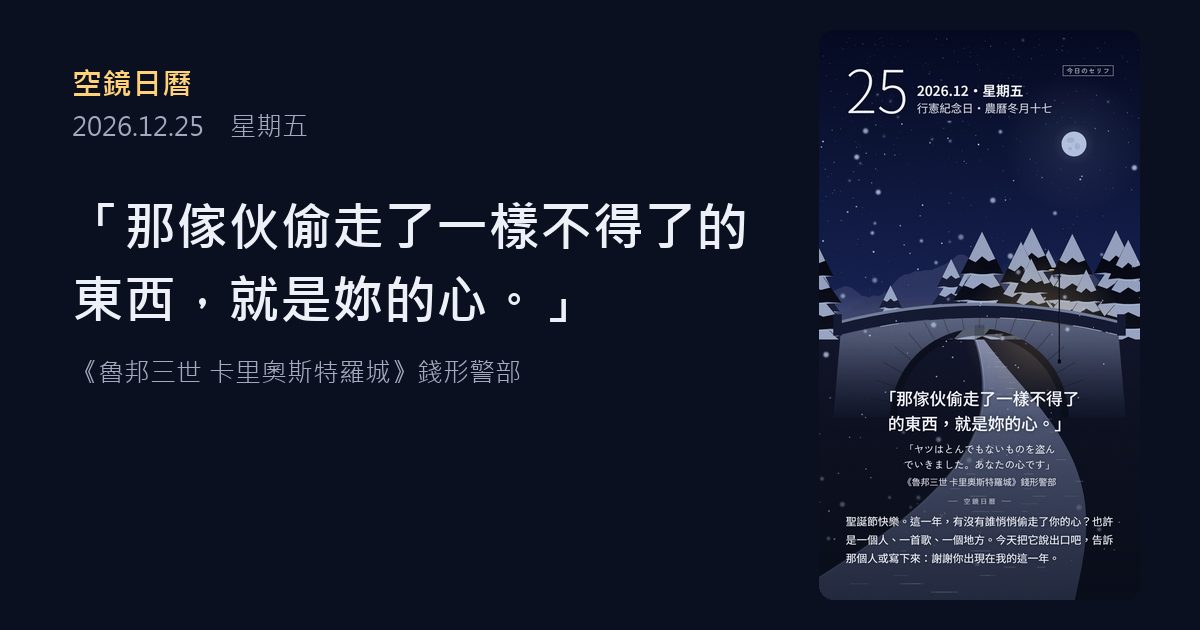 空鏡日曆
2026.12.25 星期五
「那傢伙偷走了一樣不得了的
東西，就是妳的心。」
《魯邦三世 卡里奧斯特羅城》錢形警部
今日のセリフ
25
2026.12・星期五
行憲紀念日・農曆冬月十七
「那傢伙偷走了一樣不得了
的東西，就是妳的心。」
「ヤツはとんでもないものを盗ん
でいきました。あなたの心です」
《魯邦三世 卡里奧斯特羅城》錢形警部
空鏡日曆
聖誕節快樂。這一年，有沒有誰悄悄偷走了你的心？也許
是一個人、一首歌、一個地方。今天把它說出口吧，告訴
那個人或寫下來：謝謝你出現在我的這一年。